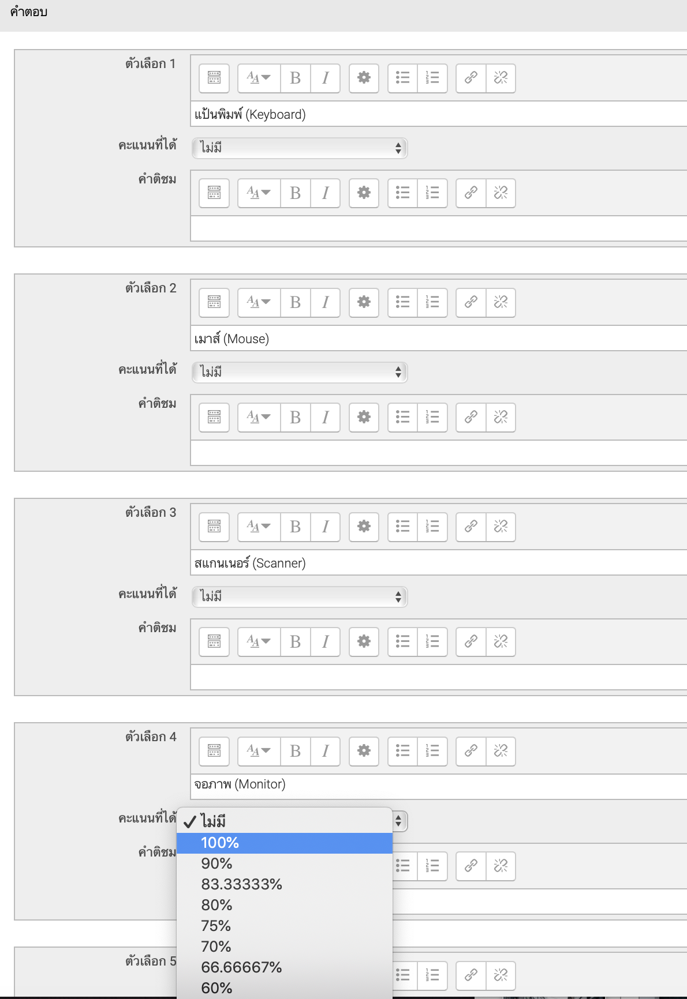 คำตอบ
ตัวเลือก 1
แป้นพิมพ์ (Keyboard)
คะแนนที่ได้
ไม่มี
คำติชม
ตัวเลือก 2
เมาส์ (Mouse)
คะแนนที่ได้
ไม่มี
คำติชม
ตัวเลือก 3
สแกนเนอร์ (Scanner)
คะแนนที่ได้
ไม่มี
คำติชม
ตัวเลือก 4
จอภาพ (Monitor)
คะแนนที่ได้
ไม่มี
100%
คำติชม
90%
83.33333%
80%
75%
70%
ตัวเลือก 5
66.66667%
60%